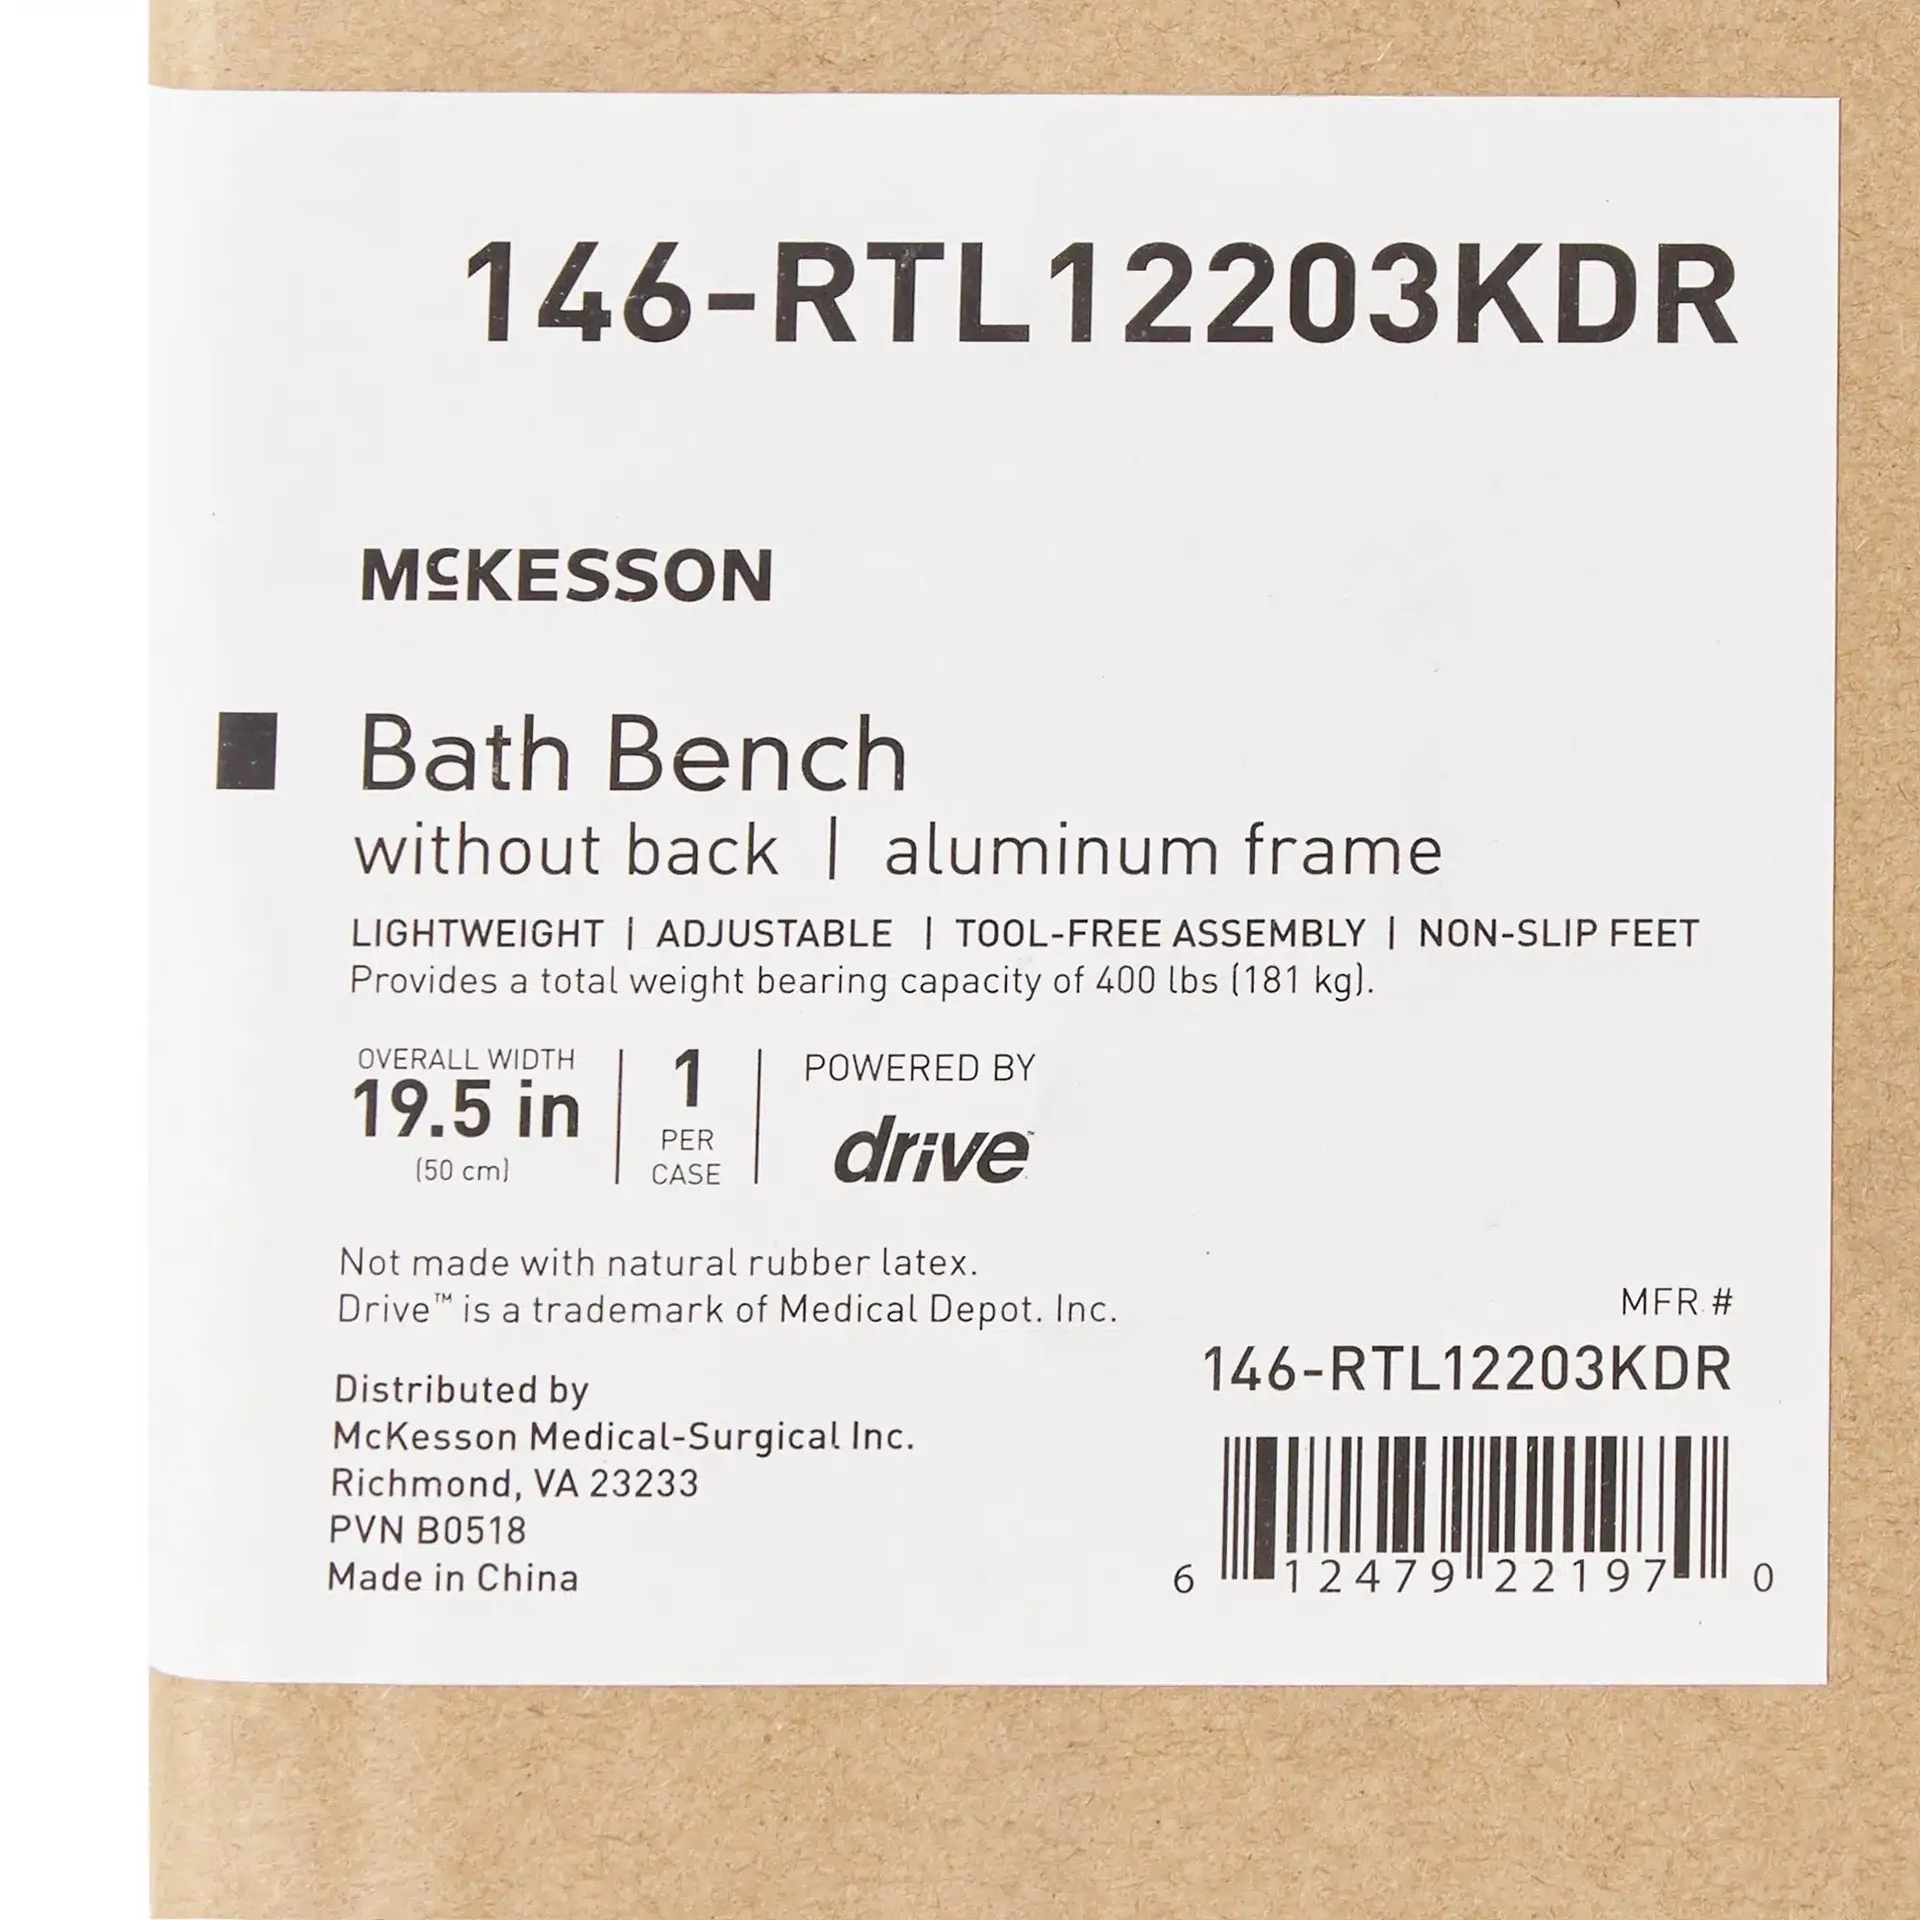 146-RTL12203KDR
McKESSON
Bath Bench
without back | aluminum frame
LIGHTWEIGHT | ADJUSTABLE | TOOL-FREE ASSEMBLY | NON-SLIP FEET
Provides a total weight bearing capacity of 400 lbs (181 kg).
OVERALL WIDTH
19.5 in
(50 cm)
1
PER
CASE
POWERED BY
drive™
Not made with natural rubber latex.
Drive™ is a trademark of Medical Depot. Inc.
Distributed by
McKesson Medical-Surgical Inc.
Richmond, VA 23233
PVN B0518
Made in China
MFR #
146-RTL12203KDR
6 12479 22197 0